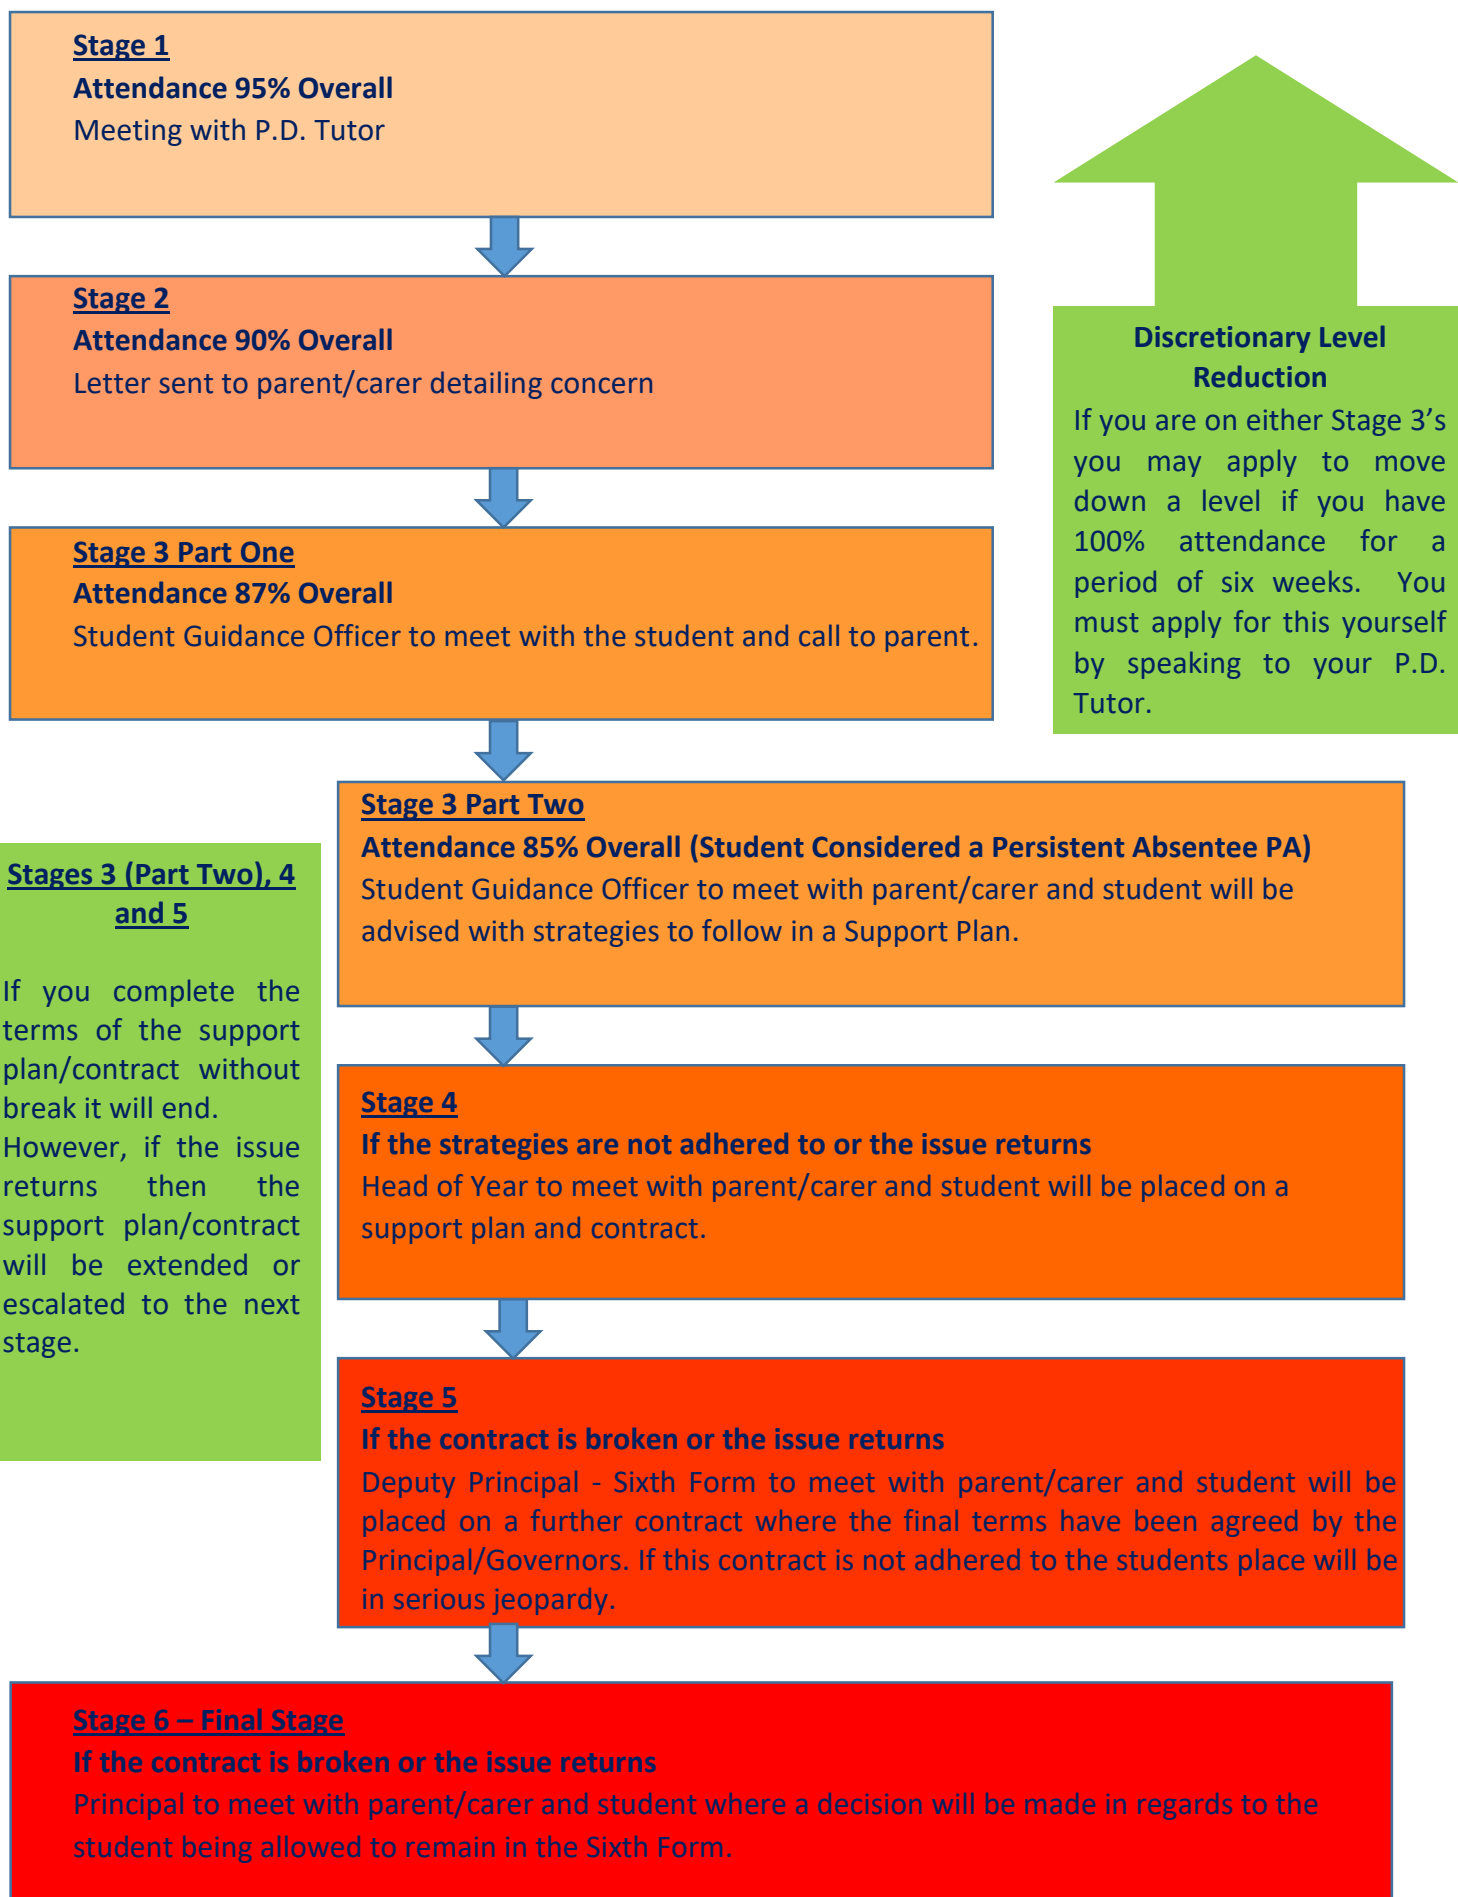 Stage 1
Attendance 95% Overall
Meeting with P.D. Tutor
Stage 2
Attendance 90% Overall
Letter sent to parent/carer detailing concern
Stage 3 Part One
Attendance 87% Overall
Student Guidance Officer to meet with the student and call to parent.
Discretionary Level
Reduction
If you are on either Stage 3’s
you may apply to move
down a level if you have
100% attendance for a
period of six weeks. You
must apply for this yourself
by speaking to your P.D.
Tutor.
Stage 3 Part Two
Attendance 85% Overall (Student Considered a Persistent Absentee PA)
Student Guidance Officer to meet with parent/carer and student will be
advised with strategies to follow in a Support Plan.
Stages 3 (Part Two), 4
and 5
If you complete the
terms of the support
plan/contract without
break it will end.
However, if the issue
returns then the
support plan/contract
will be extended or
escalated to the next
stage.
Stage 4
If the strategies are not adhered to or the issue returns
Head of Year to meet with parent/carer and student will be placed on a
support plan and contract.
Stage 5
If the contract is broken or the issue returns
Deputy Principal - Sixth Form to meet with parent/carer and student will be
placed on a further contract where the final terms have been agreed by the
Principal/Governors. If this contract is not adhered to the students place will be
in serious jeopardy.
Stage 6 – Final Stage
If the contract is broken or the issue returns
Principal to meet with parent/carer and student where a decision will be made in regards to the
student being allowed to remain in the Sixth Form.